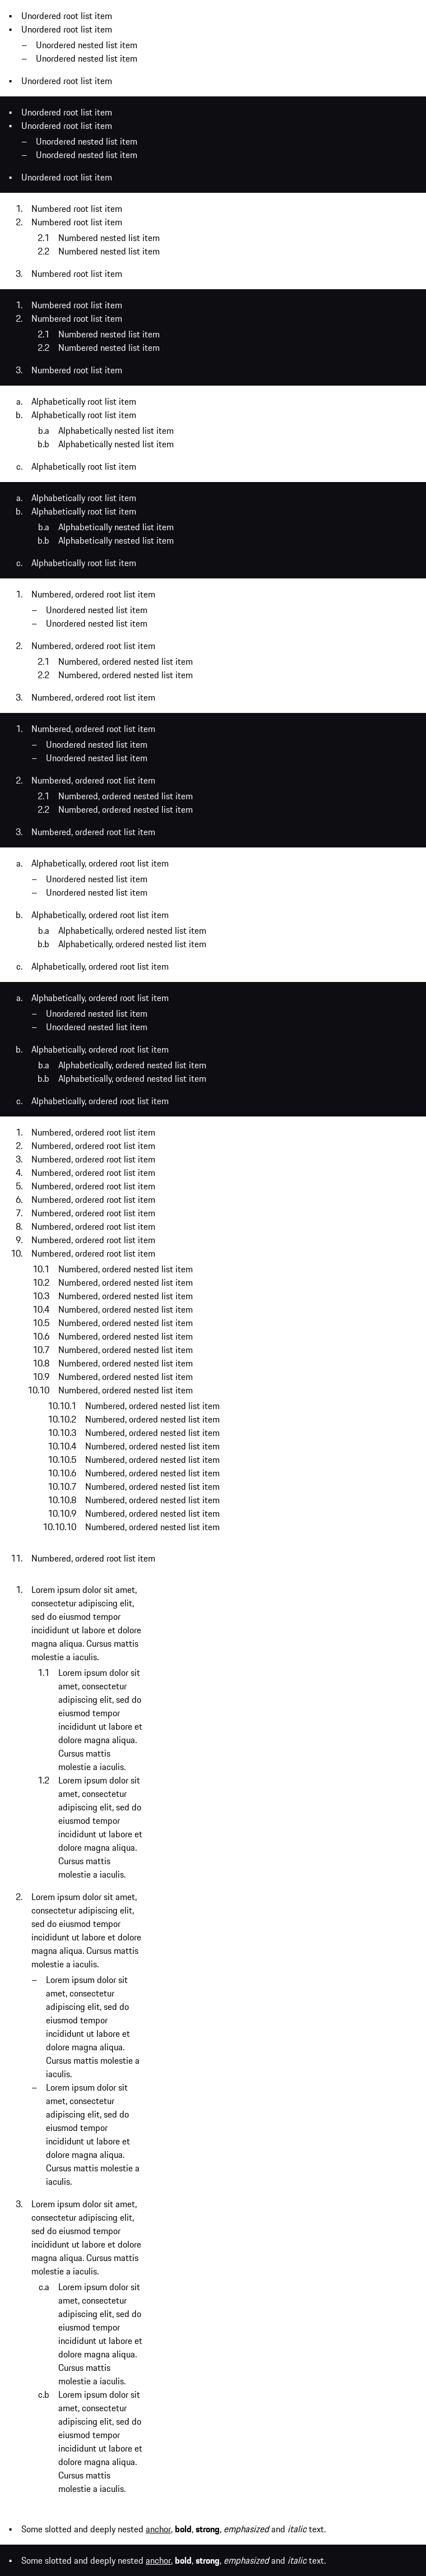 • Unordered root list item
• Unordered root list item
– Unordered nested list item
– Unordered nested list item
• Unordered root list item
• Unordered root list item
• Unordered root list item
– Unordered nested list item
– Unordered nested list item
• Unordered root list item
1. Numbered root list item
2. Numbered root list item
2.1 Numbered nested list item
2.2 Numbered nested list item
3. Numbered root list item
1. Numbered root list item
2. Numbered root list item
2.1 Numbered nested list item
2.2 Numbered nested list item
3. Numbered root list item
a. Alphabetically root list item
b. Alphabetically root list item
b.a Alphabetically nested list item
b.b Alphabetically nested list item
c. Alphabetically root list item
a. Alphabetically root list item
b. Alphabetically root list item
b.a Alphabetically nested list item
b.b Alphabetically nested list item
c. Alphabetically root list item
1. Numbered, ordered root list item
– Unordered nested list item
– Unordered nested list item
2. Numbered, ordered root list item
2.1 Numbered, ordered nested list item
2.2 Numbered, ordered nested list item
3. Numbered, ordered root list item
1. Numbered, ordered root list item
– Unordered nested list item
– Unordered nested list item
2. Numbered, ordered root list item
2.1 Numbered, ordered nested list item
2.2 Numbered, ordered nested list item
3. Numbered, ordered root list item
a. Alphabetically, ordered root list item
– Unordered nested list item
– Unordered nested list item
b. Alphabetically, ordered root list item
b.a Alphabetically, ordered nested list item
b.b Alphabetically, ordered nested list item
c. Alphabetically, ordered root list item
a. Alphabetically, ordered root list item
– Unordered nested list item
– Unordered nested list item
b. Alphabetically, ordered root list item
b.a Alphabetically, ordered nested list item
b.b Alphabetically, ordered nested list item
c. Alphabetically, ordered root list item
1. Numbered, ordered root list item
2. Numbered, ordered root list item
3. Numbered, ordered root list item
4. Numbered, ordered root list item
5. Numbered, ordered root list item
6. Numbered, ordered root list item
7. Numbered, ordered root list item
8. Numbered, ordered root list item
9. Numbered, ordered root list item
10. Numbered, ordered root list item
10.1 Numbered, ordered nested list item
10.2 Numbered, ordered nested list item
10.3 Numbered, ordered nested list item
10.4 Numbered, ordered nested list item
10.5 Numbered, ordered nested list item
10.6 Numbered, ordered nested list item
10.7 Numbered, ordered nested list item
10.8 Numbered, ordered nested list item
10.9 Numbered, ordered nested list item
10.10 Numbered, ordered nested list item
10.10.1 Numbered, ordered nested list item
10.10.2 Numbered, ordered nested list item
10.10.3 Numbered, ordered nested list item
10.10.4 Numbered, ordered nested list item
10.10.5 Numbered, ordered nested list item
10.10.6 Numbered, ordered nested list item
10.10.7 Numbered, ordered nested list item
10.10.8 Numbered, ordered nested list item
10.10.9 Numbered, ordered nested list item
10.10.10 Numbered, ordered nested list item
11. Numbered, ordered root list item
1. Lorem ipsum dolor sit amet,
consectetur adipiscing elit,
sed do eiusmod tempor
incididunt ut labore et dolore
magna aliqua. Cursus mattis
molestie a iaculis.
1.1 Lorem ipsum dolor sit
amet, consectetur
adipiscing elit, sed do
eiusmod tempor
incididunt ut labore et
dolore magna aliqua.
Cursus mattis
molestie a iaculis.
1.2 Lorem ipsum dolor sit
amet, consectetur
adipiscing elit, sed do
eiusmod tempor
incididunt ut labore et
dolore magna aliqua.
Cursus mattis
molestie a iaculis.
2. Lorem ipsum dolor sit amet,
consectetur adipiscing elit,
sed do eiusmod tempor
incididunt ut labore et dolore
magna aliqua. Cursus mattis
molestie a iaculis.
– Lorem ipsum dolor sit
amet, consectetur
adipiscing elit, sed do
eiusmod tempor
incididunt ut labore et
dolore magna aliqua.
Cursus mattis molestie a
iaculis.
– Lorem ipsum dolor sit
amet, consectetur
adipiscing elit, sed do
eiusmod tempor
incididunt ut labore et
dolore magna aliqua.
Cursus mattis molestie a
iaculis.
3. Lorem ipsum dolor sit amet,
consectetur adipiscing elit,
sed do eiusmod tempor
incididunt ut labore et dolore
magna aliqua. Cursus mattis
molestie a iaculis.
c.a Lorem ipsum dolor sit
amet, consectetur
adipiscing elit, sed do
eiusmod tempor
incididunt ut labore et
dolore magna aliqua.
Cursus mattis
molestie a iaculis.
c.b Lorem ipsum dolor sit
amet, consectetur
adipiscing elit, sed do
eiusmod tempor
incididunt ut labore et
dolore magna aliqua.
Cursus mattis
molestie a iaculis.
• Some slotted and deeply nested anchor, bold, strong, emphasized and italic text.
• Some slotted and deeply nested anchor, bold, strong, emphasized and italic text.